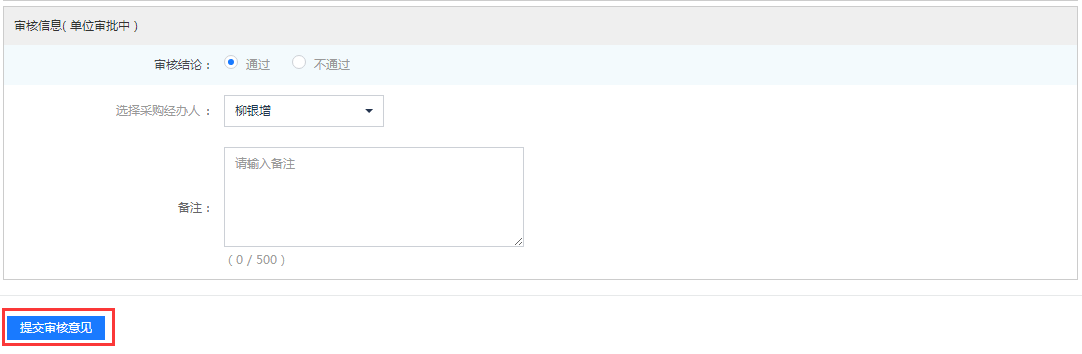 审核信息( 单位审批中 )
审核结论： 通过 不通过
选择采购经办人： 柳银增
请输入备注
备注：
( 0 / 500 )
提交审核意见